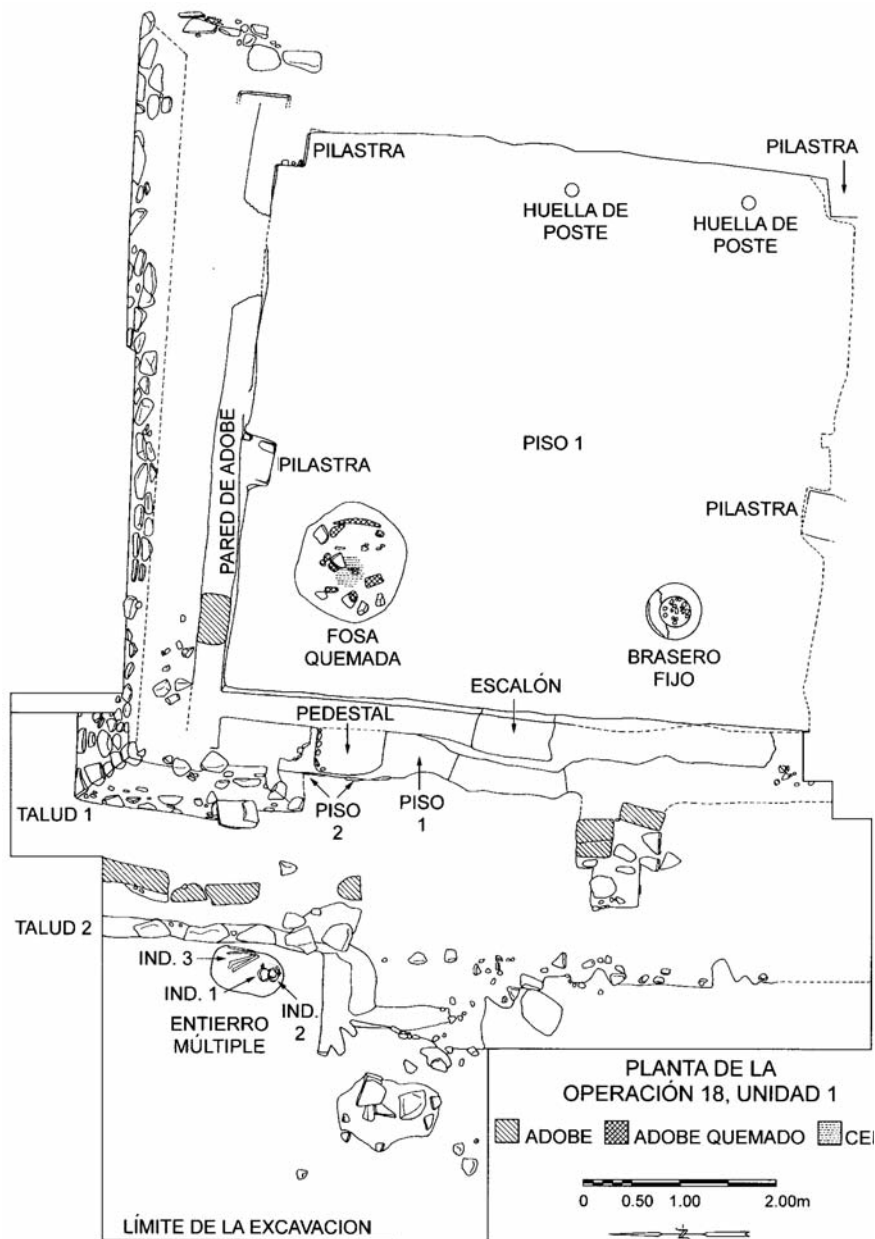 PILASTRA
PILASTRA
HUELLA DE
POSTE
HUELLA DE
POSTE
PARED DE ADOBE
PISO 1
PILASTRA
PILASTRA
FOSA
QUEMADA
BRASERO
FIJO
ESCALÓN
PEDESTAL
TALUD 1
PISO
2
PISO
1
TALUD 2
IND. 3
IND. 1
IND.
2
ENTIERRO
MÚLTIPLE
PLANTA DE LA
OPERACIÓN 18, UNIDAD 1
ADOBE ADOBE QUEMADO CE
0 0.50 1.00 2.00m
Z
LÍMITE DE LA EXCAVACION